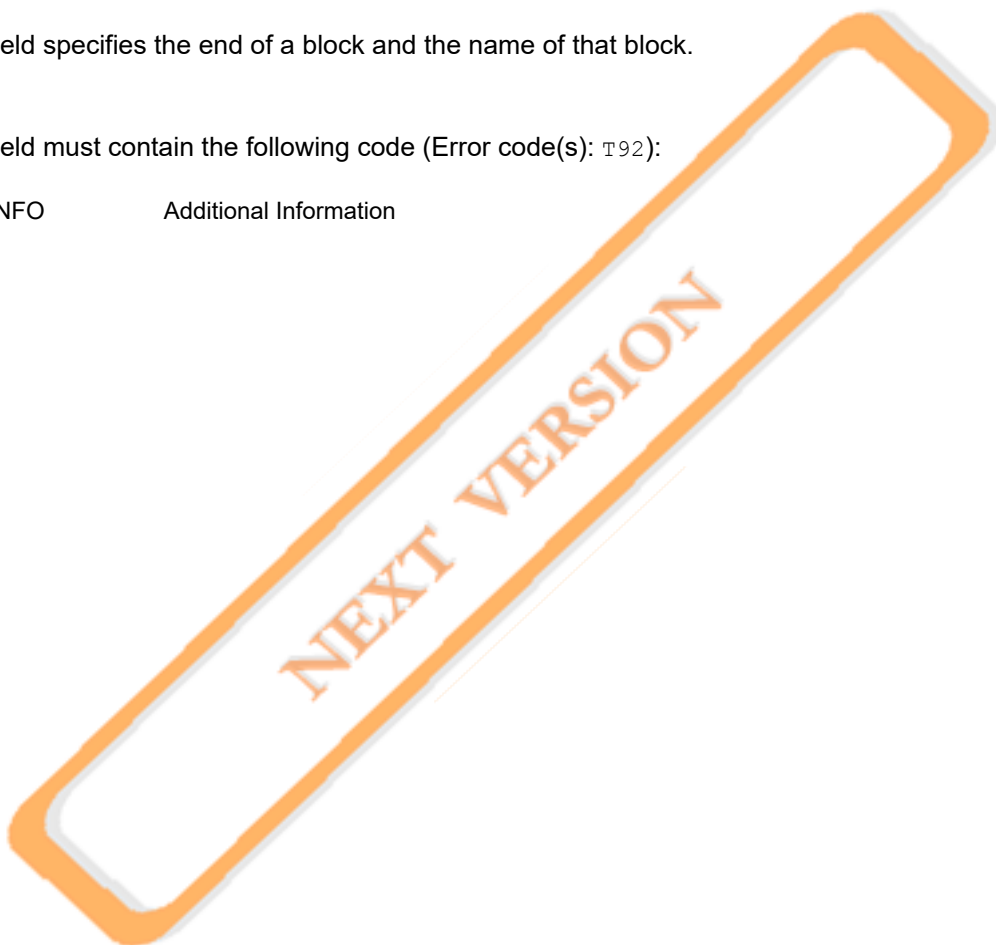 eld specifies the end of a block and the name of that block.
eld must contain the following code (Error code(s): T92):
NFO Additional Information
NEXT VERSION